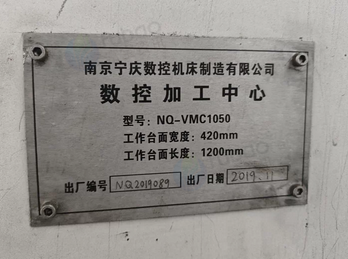 南京宁庆数控机床制造有限公司
数控加工中心
型号: NQ-VMC1050
工作台面宽度: 420mm
工作台面长度: 1200mm
出厂编号 NQ2019089 出厂日期 2019.11